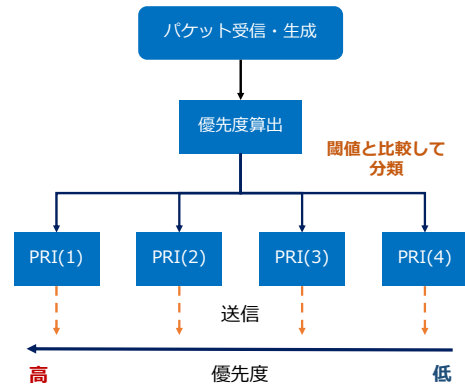 パケット受信・生成
優先度算出
閾値と比較して
分類
PRI(1)
PRI(2)
PRI(3)
PRI(4)
送信
高
優先度
低